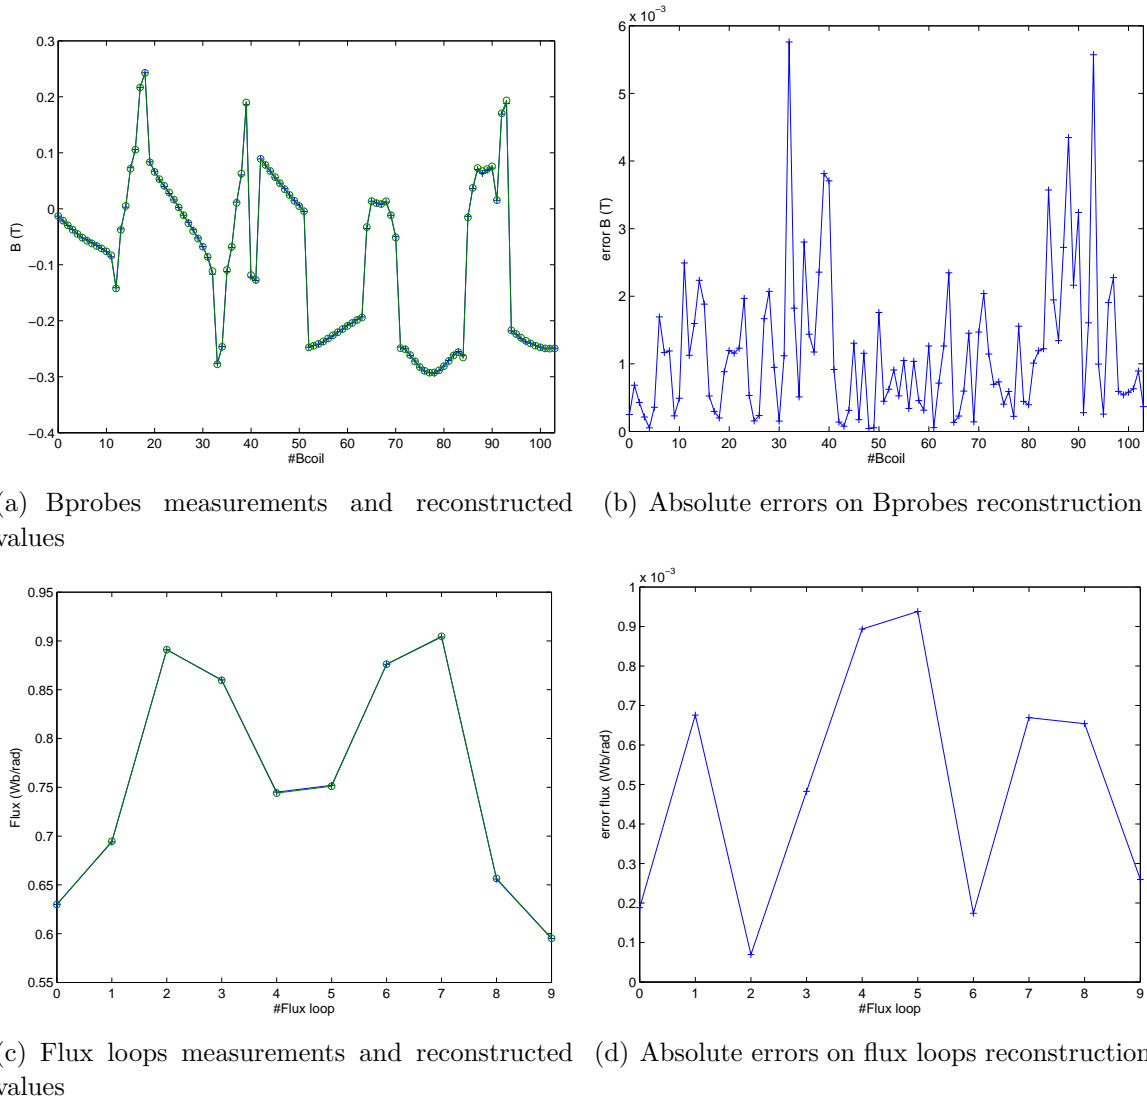 0.3
0.2
0.1
0
−0.1
−0.2
−0.3
−0.4
B (T)
0 10 20 30 40 50 60 70 80 90 100
#Bcoil
x 10−3
6
5
4
3
2
1
0
error B (T)
0 10 20 30 40 50 60 70 80 90 100
#Bcoil
(a) Bprobes measurements and reconstructed
values
(b) Absolute errors on Bprobes reconstruction
0.95
0.9
0.85
0.8
0.75
0.7
0.65
0.6
0.55
Flux (Wb/rad)
0 1 2 3 4 5 6 7 8 9
#Flux loop
x 10−3
1
0.9
0.8
0.7
0.6
0.5
0.4
0.3
0.2
0.1
0
error flux (Wb/rad)
0 1 2 3 4 5 6 7 8 9
#Flux loop
(c) Flux loops measurements and reconstructed
values
(d) Absolute errors on flux loops reconstruction